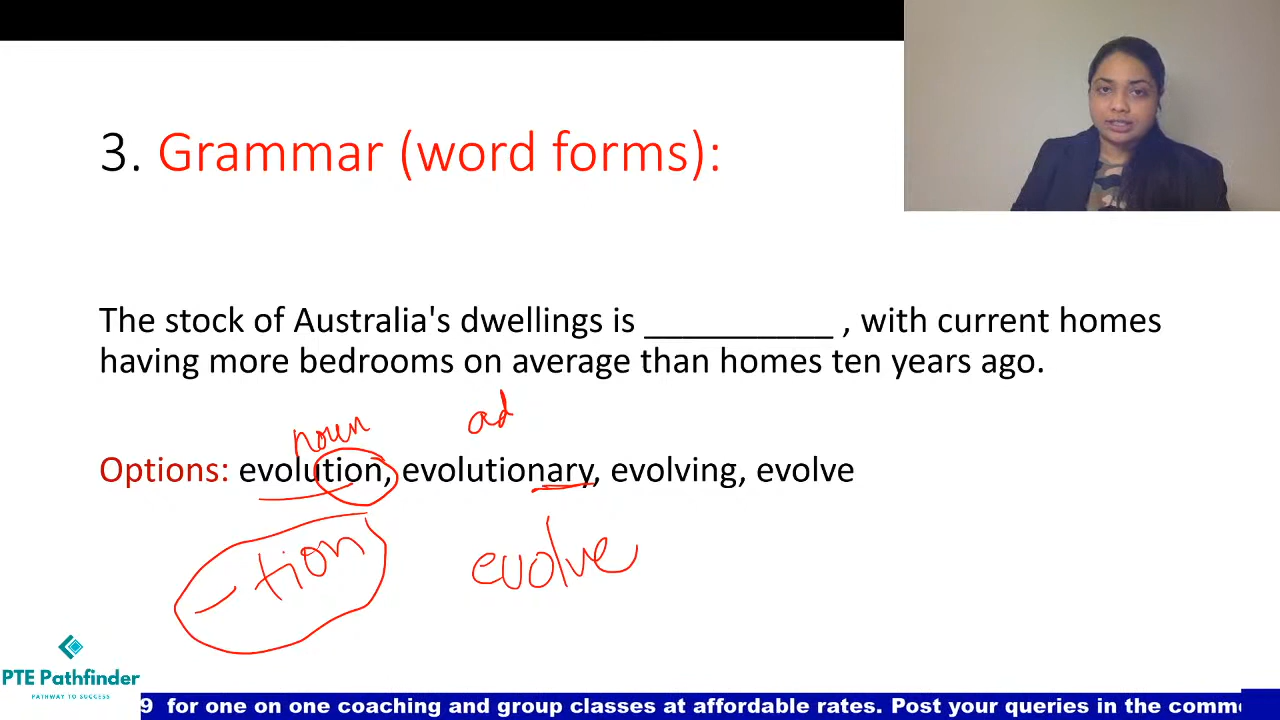 3. Grammar (word forms):
The stock of Australia's dwellings is __________ , with current homes
having more bedrooms on average than homes ten years ago.
noun
ad
Options: evolution, evolutionary, evolving, evolve
-tion
evolve
PTE Pathfinder
PATHWAY TO SUCCESS
9 for one on one coaching and group classes at affordable rates. Post your queries in the comme